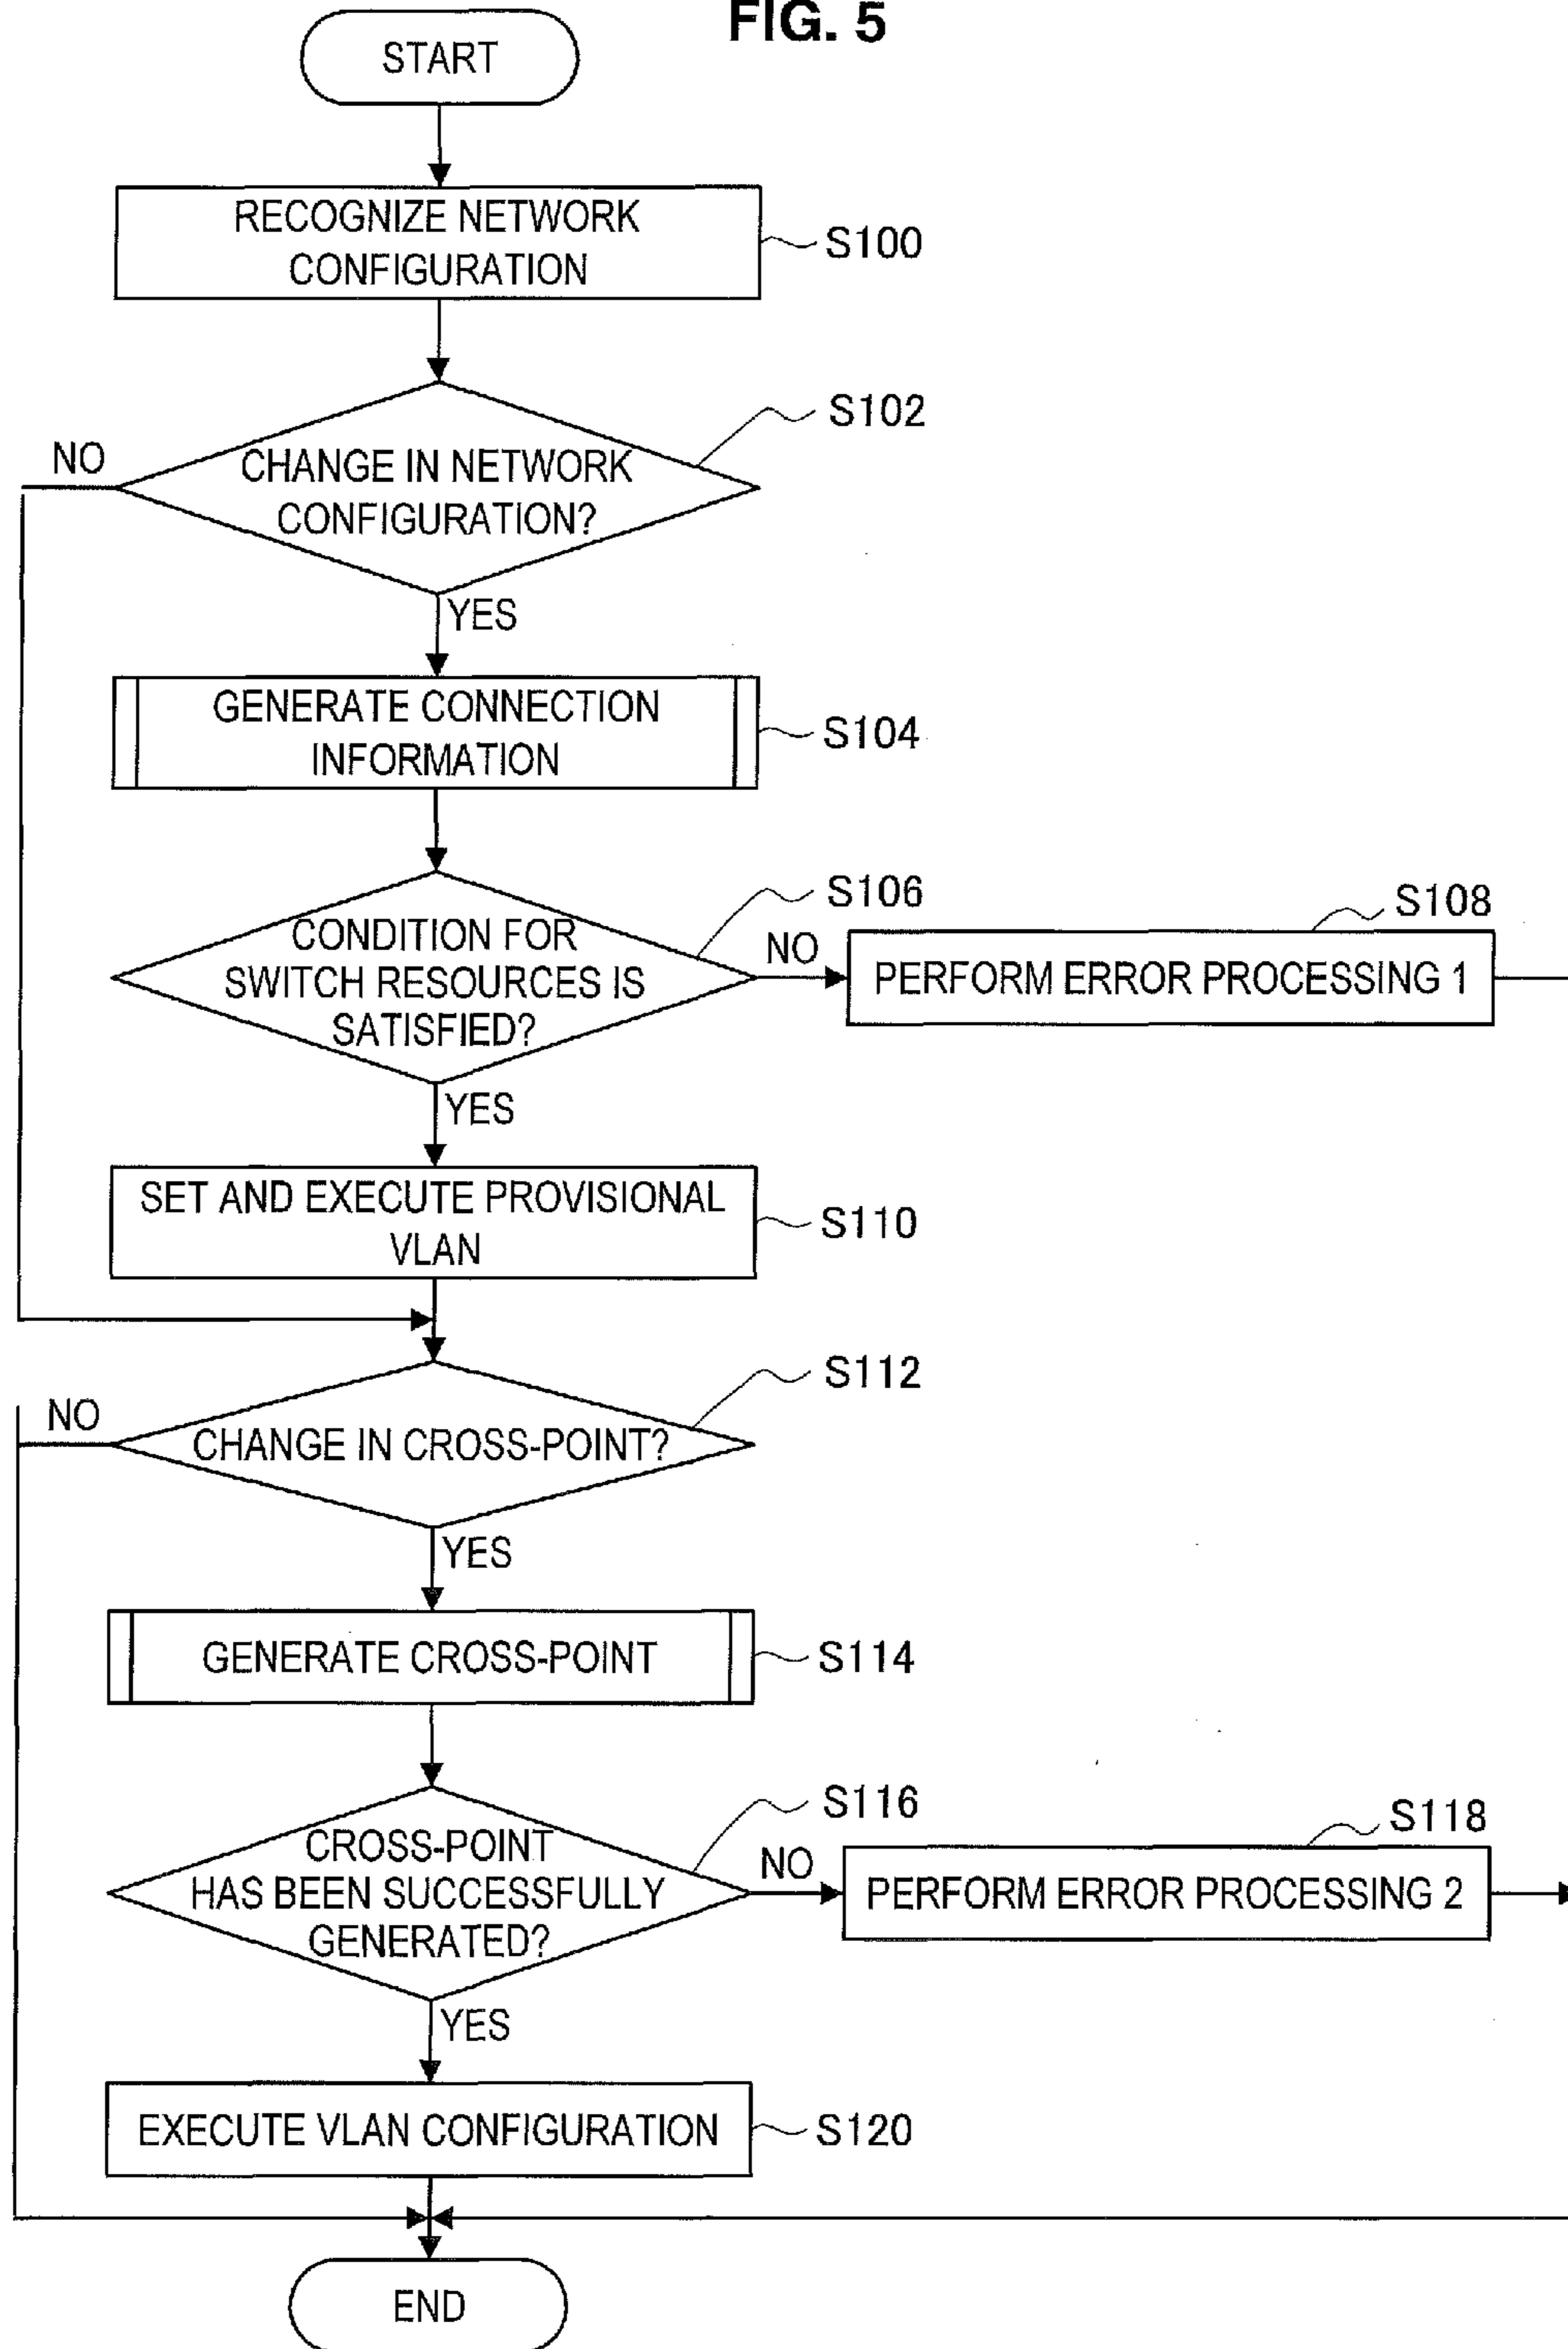 FIG. 5
START
RECOGNIZE NETWORK
CONFIGURATION
S100
S102
NO
CHANGE IN NETWORK
CONFIGURATION?
YES
GENERATE CONNECTION
INFORMATION
S104
S106
CONDITION FOR
SWITCH RESOURCES IS
SATISFIED?
NO
S108
PERFORM ERROR PROCESSING 1
YES
SET AND EXECUTE PROVISIONAL
VLAN
S110
S112
NO
CHANGE IN CROSS-POINT?
YES
GENERATE CROSS-POINT
S114
S116
CROSS-POINT
HAS BEEN SUCCESSFULLY
GENERATED?
NO
S118
PERFORM ERROR PROCESSING 2
YES
EXECUTE VLAN CONFIGURATION
S120
END